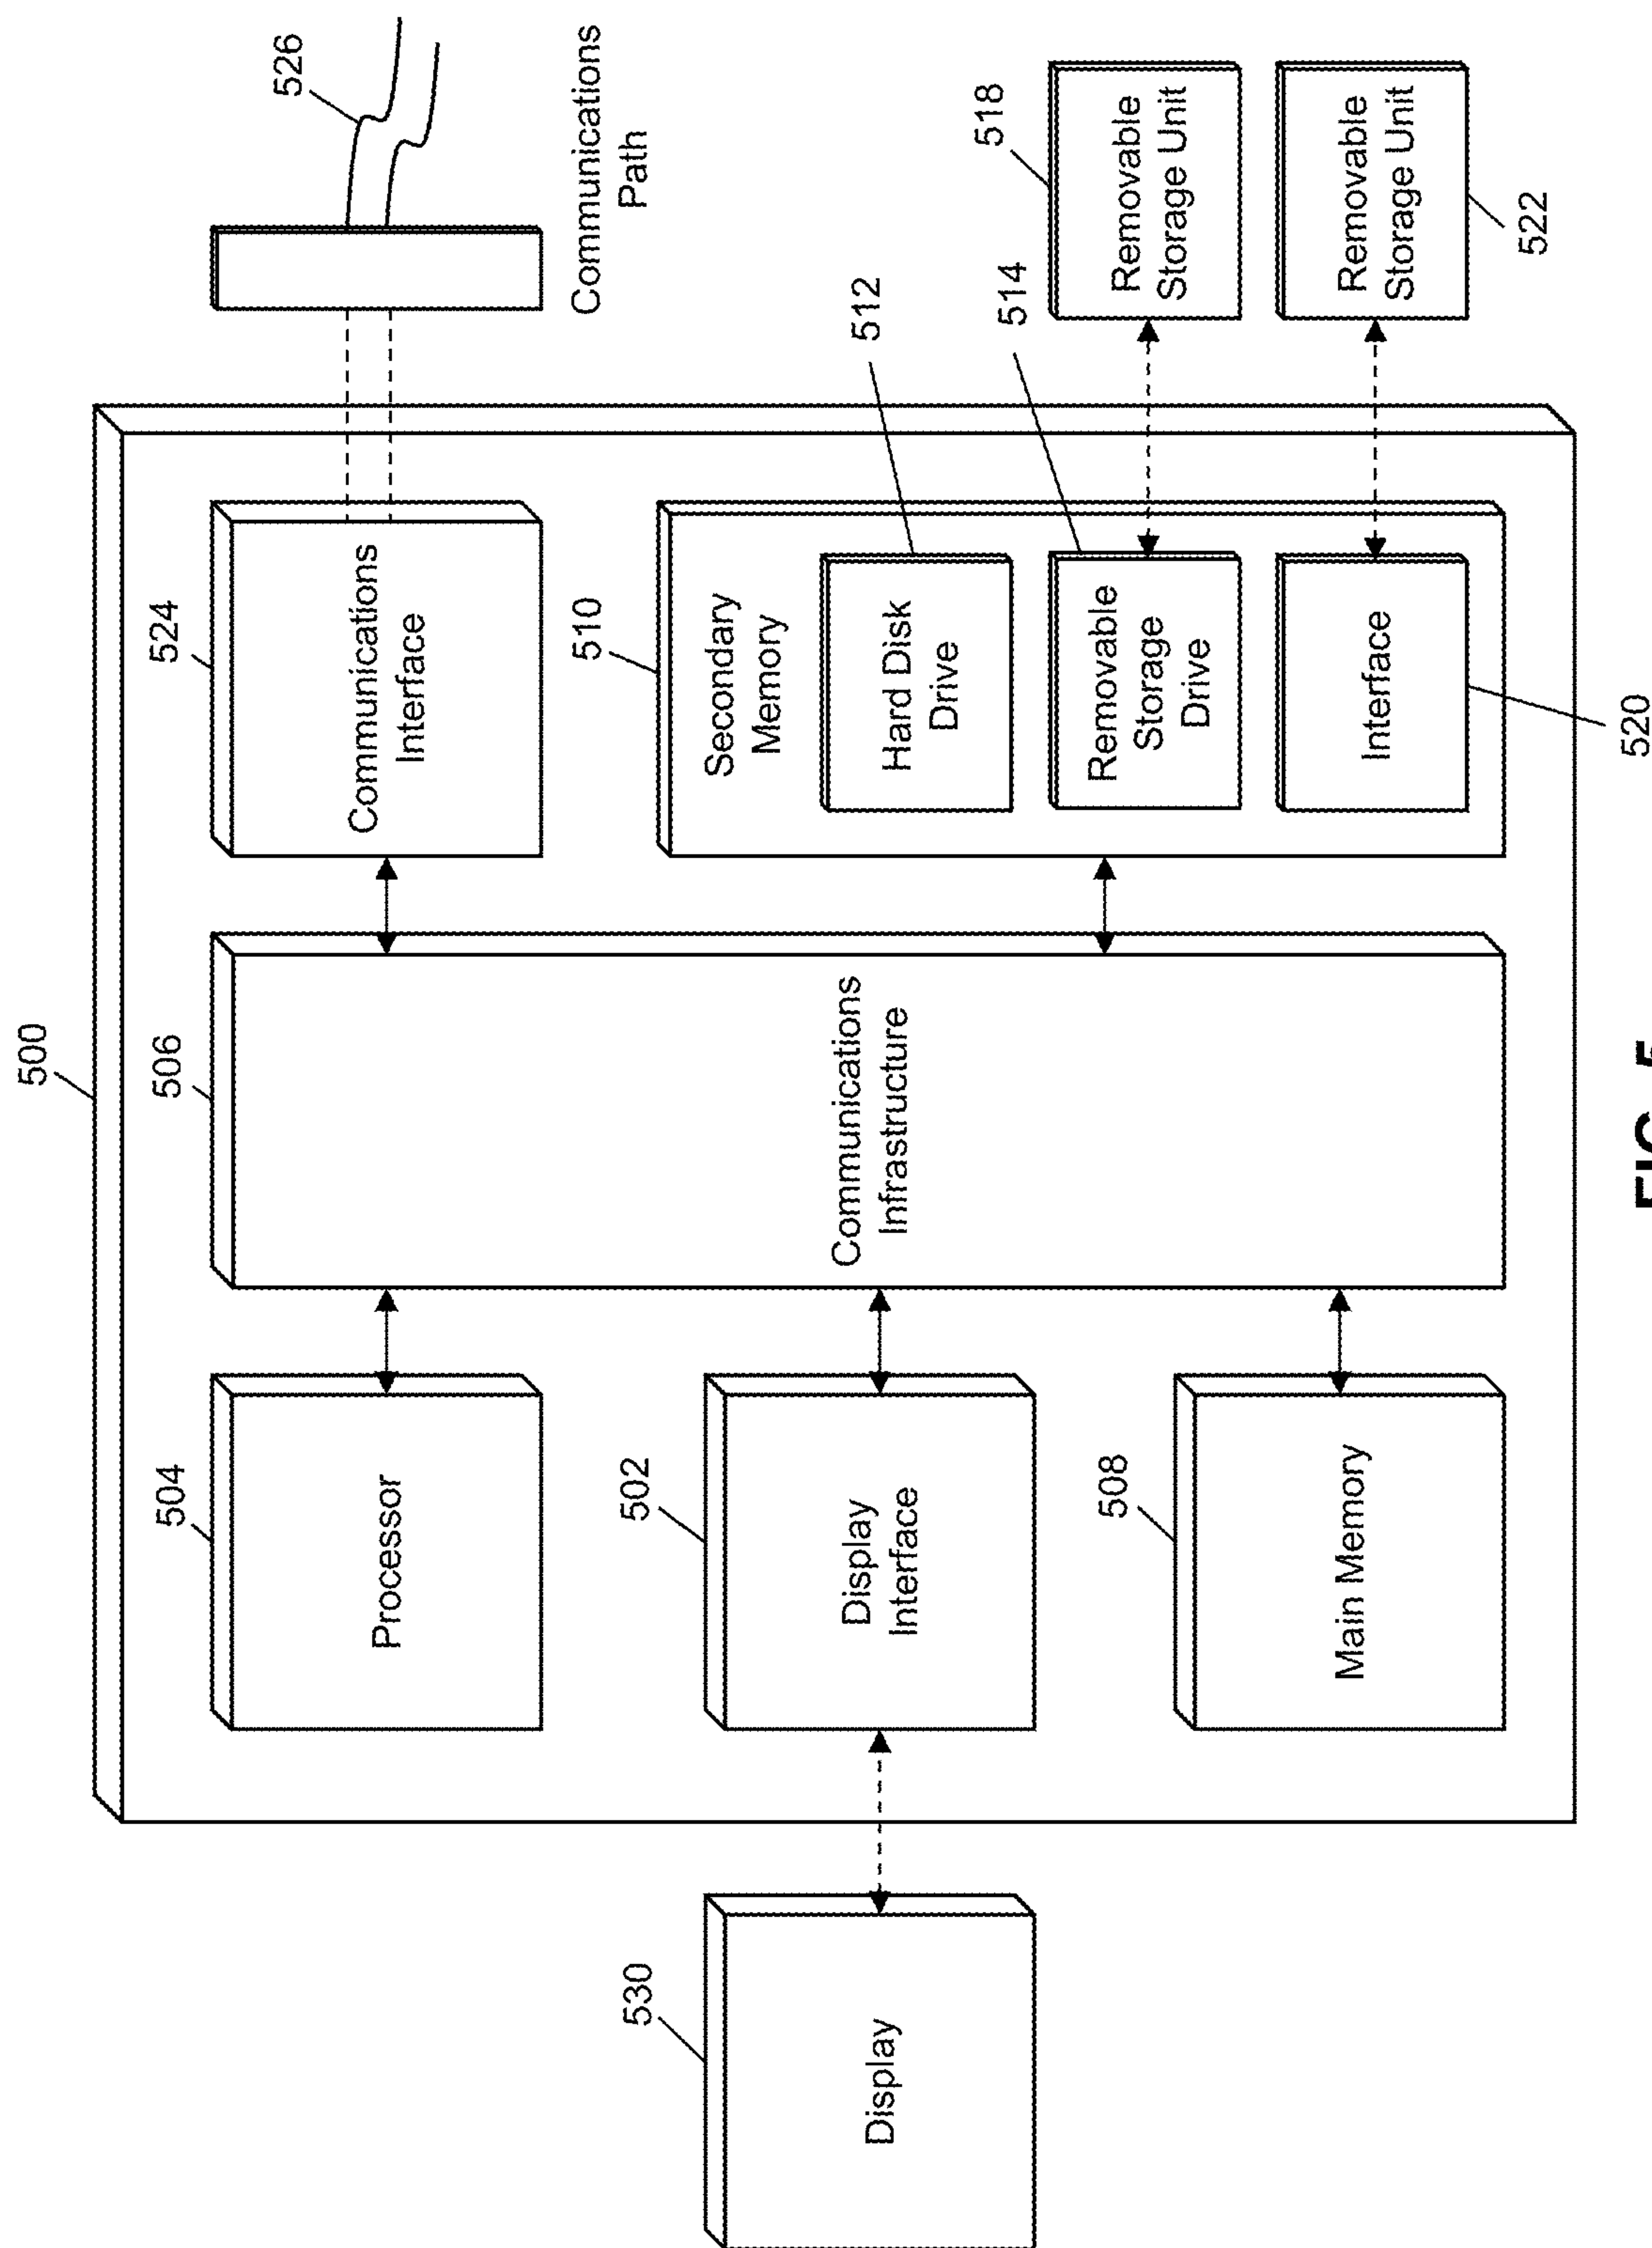 500
504
Processor
506
Communications
Infrastructure
524
Communications
Interface
526
Communications
Path
530
Display
502
Display
Interface
510
Secondary
Memory
512
Hard Disk
Drive
514
Removable
Storage
Drive
518
Removable
Storage Unit
508
Main Memory
Interface
520
Removable
Storage Unit
522
FIG. 5